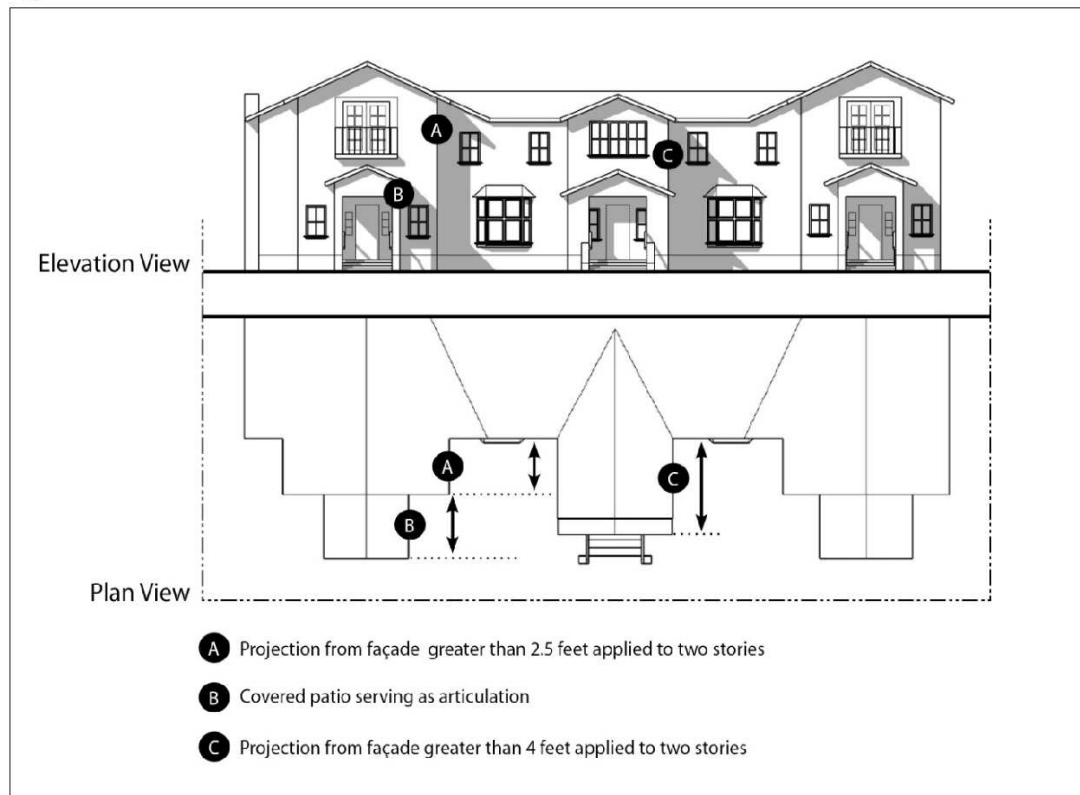 A
C
B
Elevation View
A
C
B
Plan View
A Projection from façade greater than 2.5 feet applied to two stories
B Covered patio serving as articulation
C Projection from façade greater than 4 feet applied to two stories